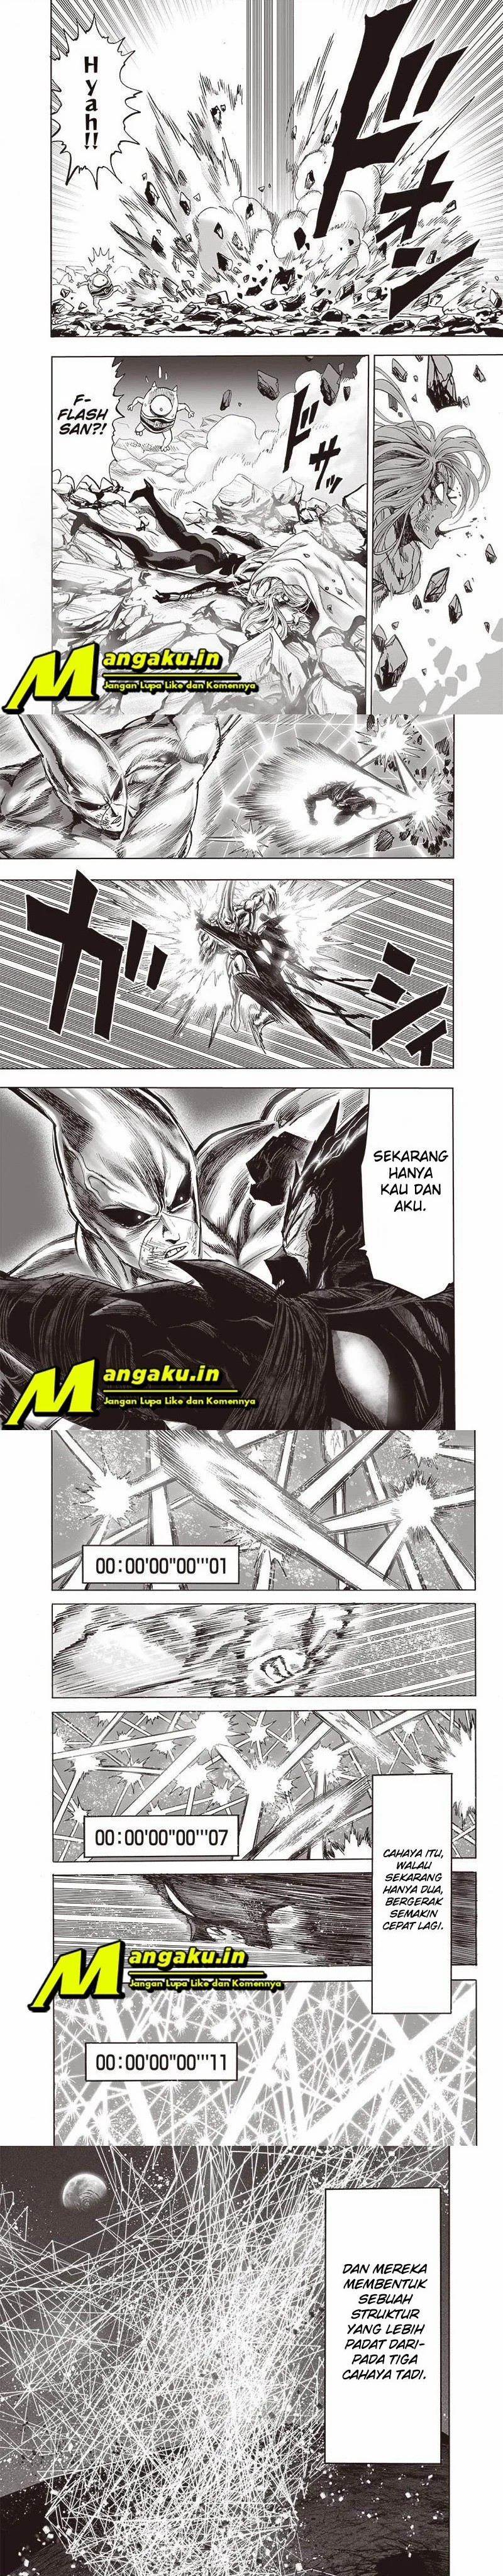 Hyah!!
ドォン
F-
FLASH
SAN?!
ドサッ
Mangaku.in
Jangan Lupa Like dan Komennya
ガシィ
SEKARANG
HANYA
KAU DAN
AKU.
Mangaku.in
Jangan Lupa Like dan Komennya
00:00'00"00'''01
00:00'00"00'''07
CAHAYA ITU,
WALAU
SEKARANG
HANYA DUA,
BERGERAK
SEMAKIN
CEPAT LAGI.
Mangaku.in
Jangan Lupa Like dan Komennya
00:00'00"00'''11
DAN MEREKA
MEMBENTUK
SEBUAH
STRUKTUR
YANG LEBIH
PADAT DARI-
PADA TIGA
CAHAYA TADI.